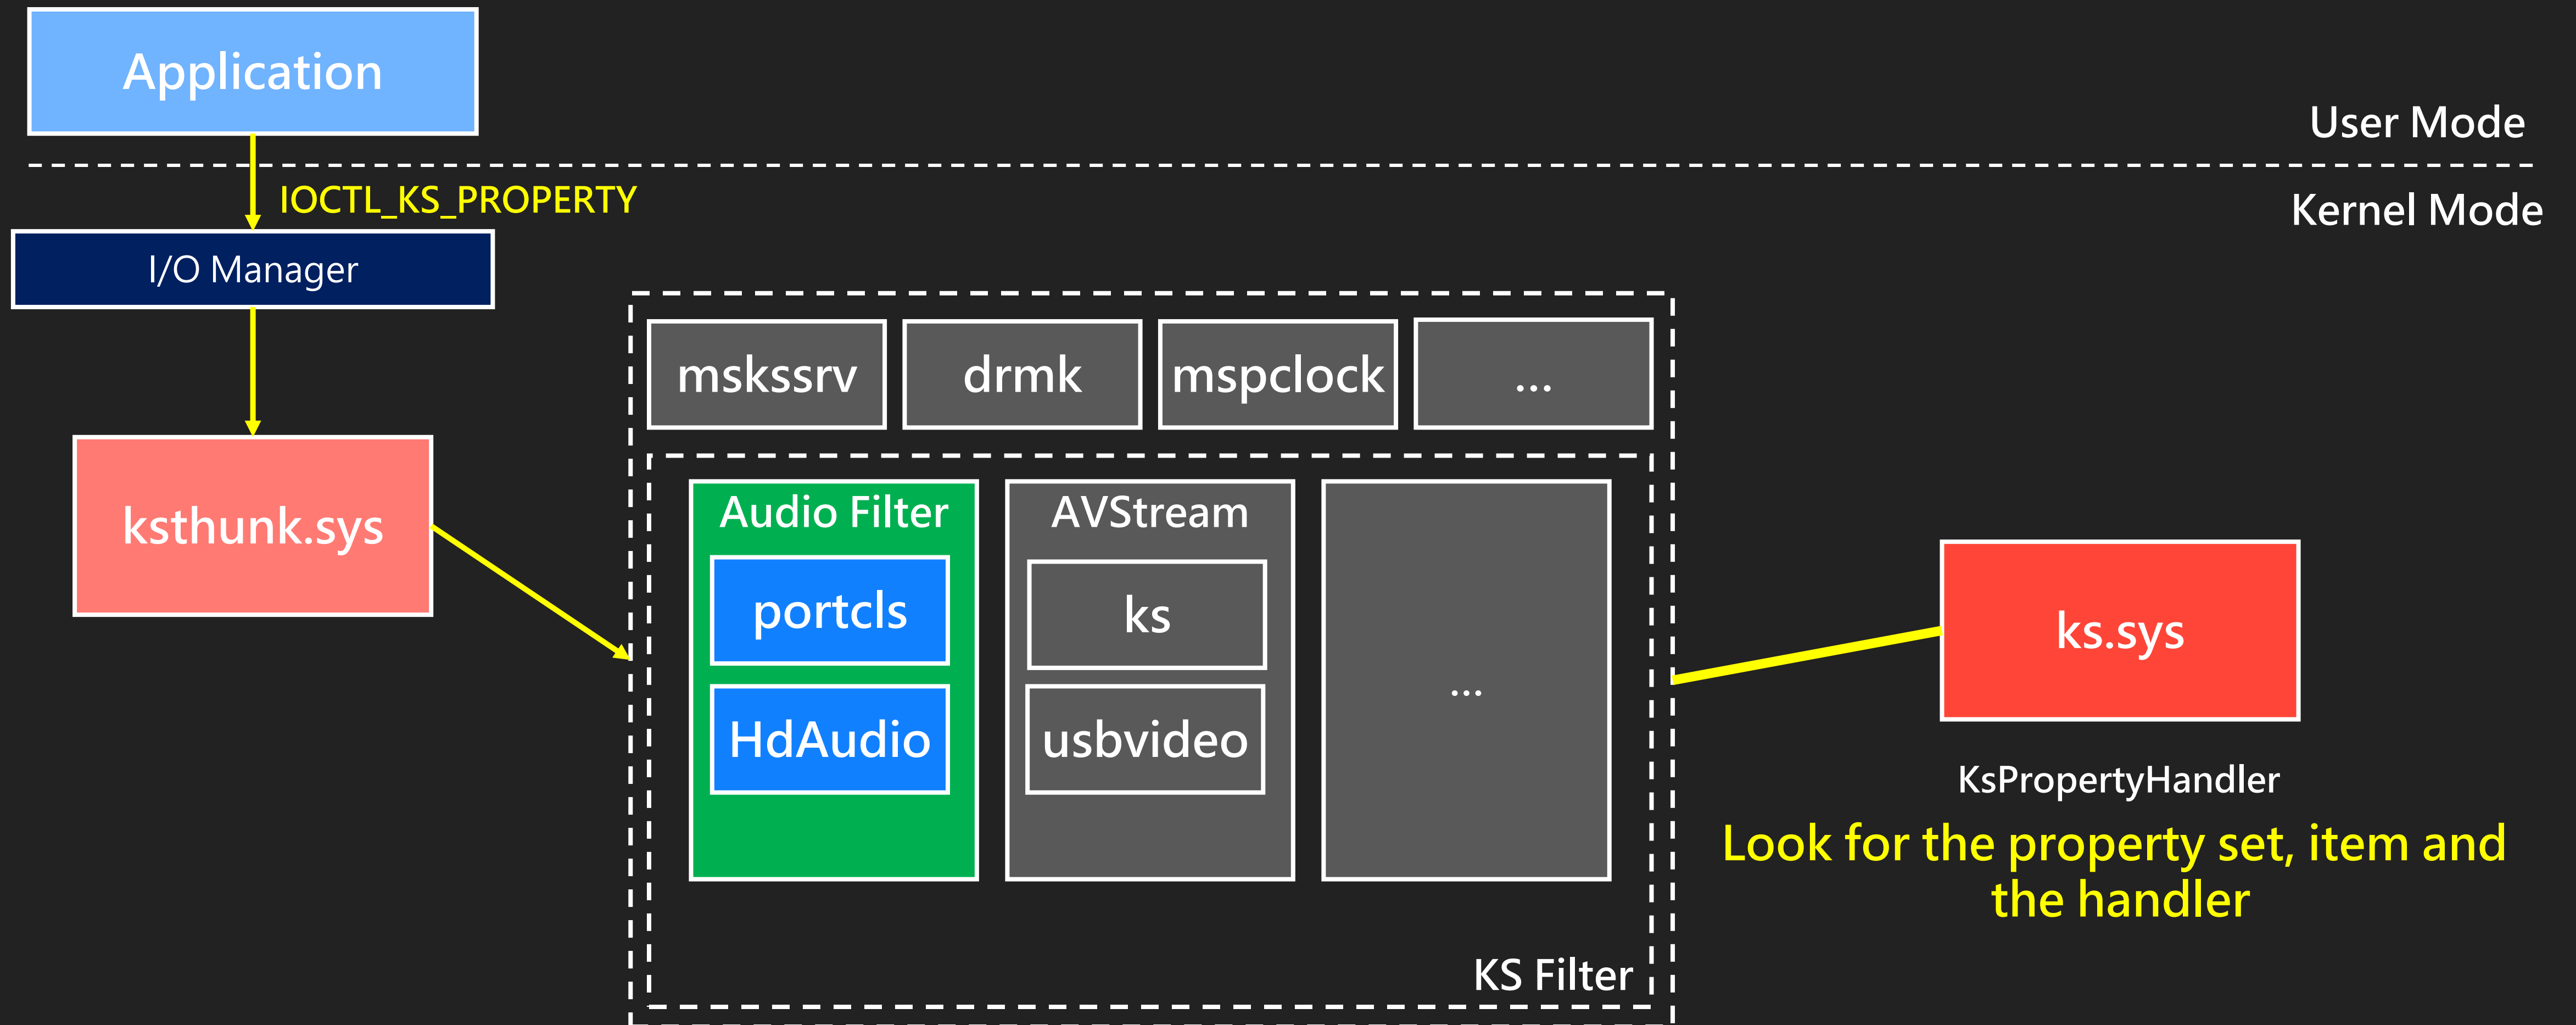 Application
User Mode
IOCTL_KS_PROPERTY
Kernel Mode
I/O Manager
mskssrv
drmk
mspclock
...
ksthunk.sys
Audio Filter
AVStream
portcls
ks
HdAudio
usbvideo
...
ks.sys
KsPropertyHandler
Look for the property set, item and
the handler
KS Filter